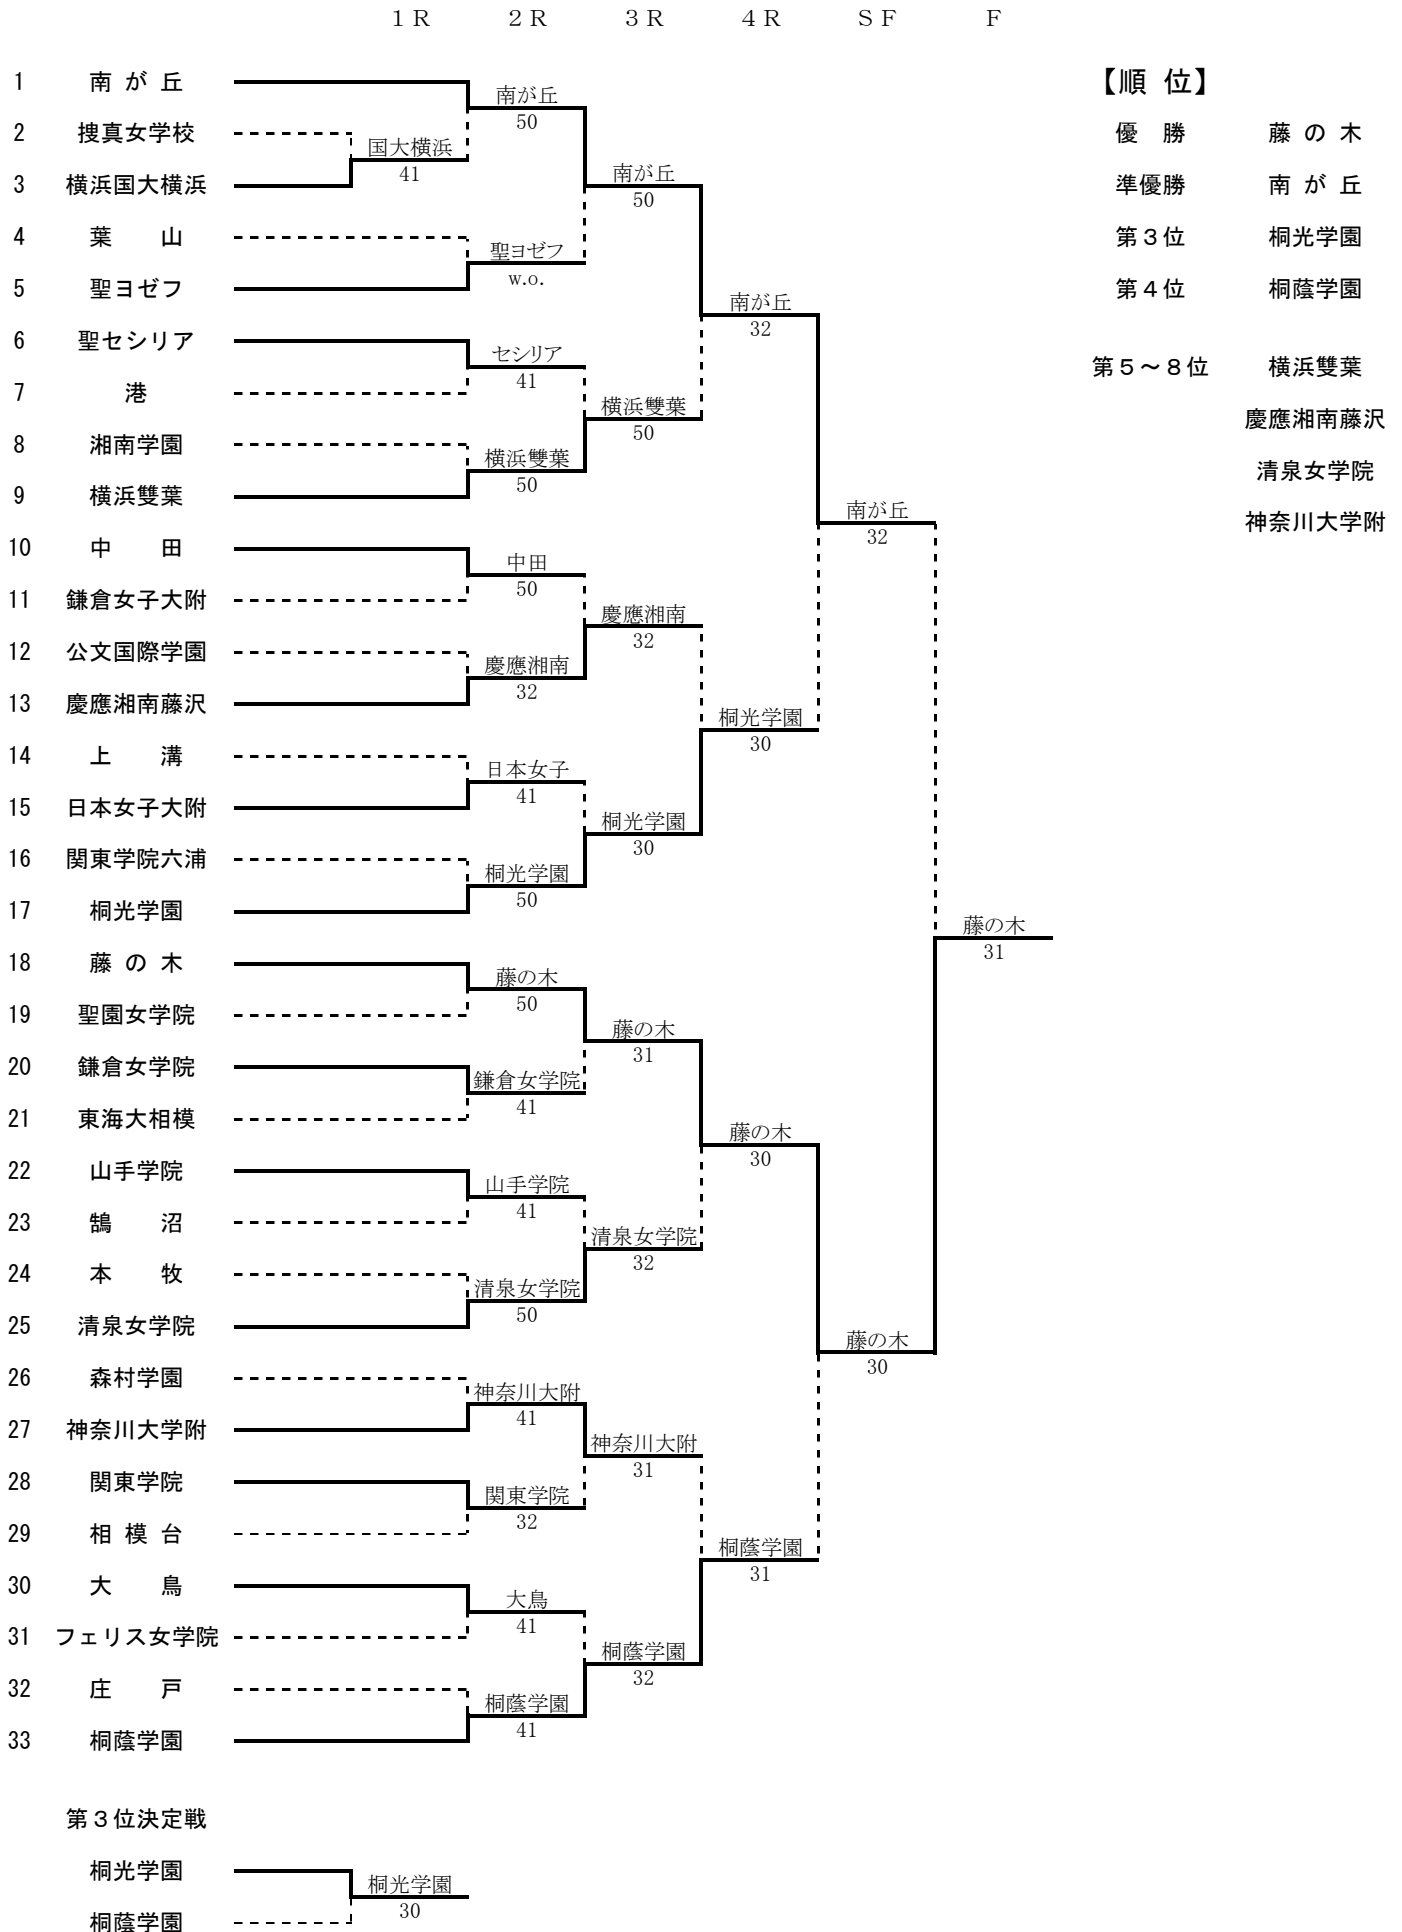 １Ｒ ２Ｒ ３Ｒ ４Ｒ ＳＦ Ｆ
1 南が丘
【順 位】
南が丘
50
2 捜真女学校
優 勝 藤の木
国大横浜
41
3 横浜国大横浜
準優勝 南が丘
南が丘
50
4 葉山
第３位 桐光学園
聖ヨゼフ
w.o.
5 聖ヨゼフ
第４位 桐蔭学園
南が丘
32
6 聖セシリア
セシリア
41
第５～８位 横浜雙葉
7 港
横浜雙葉
50
慶應湘南藤沢
8 湘南学園
横浜雙葉
50
清泉女学院
9 横浜雙葉
南が丘
32
神奈川大学附
10 中田
中田
50
11 鎌倉女子大附
慶應湘南
32
12 公文国際学園
慶應湘南
32
13 慶應湘南藤沢
桐光学園
30
14 上溝
日本女子
41
15 日本女子大附
桐光学園
30
16 関東学院六浦
桐光学園
50
17 桐光学園
藤の木
31
18 藤の木
藤の木
50
19 聖園女学院
藤の木
31
20 鎌倉女学院
鎌倉女学院
41
21 東海大相模
藤の木
30
22 山手学院
山手学院
41
23 鵠沼
清泉女学院
32
24 本牧
清泉女学院
50
25 清泉女学院
藤の木
30
26 森村学園
神奈川大附
41
27 神奈川大学附
神奈川大附
31
28 関東学院
関東学院
32
29 相模台
桐蔭学園
31
30 大鳥
大鳥
41
31 フェリス女学院
桐蔭学園
32
32 庄戸
桐蔭学園
41
33 桐蔭学園
第３位決定戦
桐光学園
桐光学園
30
桐蔭学園